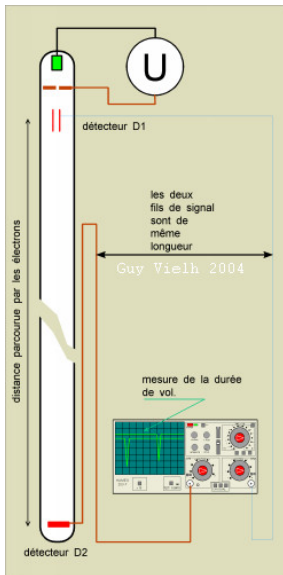 U
détecteur D1
les deux
fils de signal
sont de
même
longueur
Guy Vielh 2004
distance parcourue par les électrons
mesure de la durée
de vol.
détecteur D2